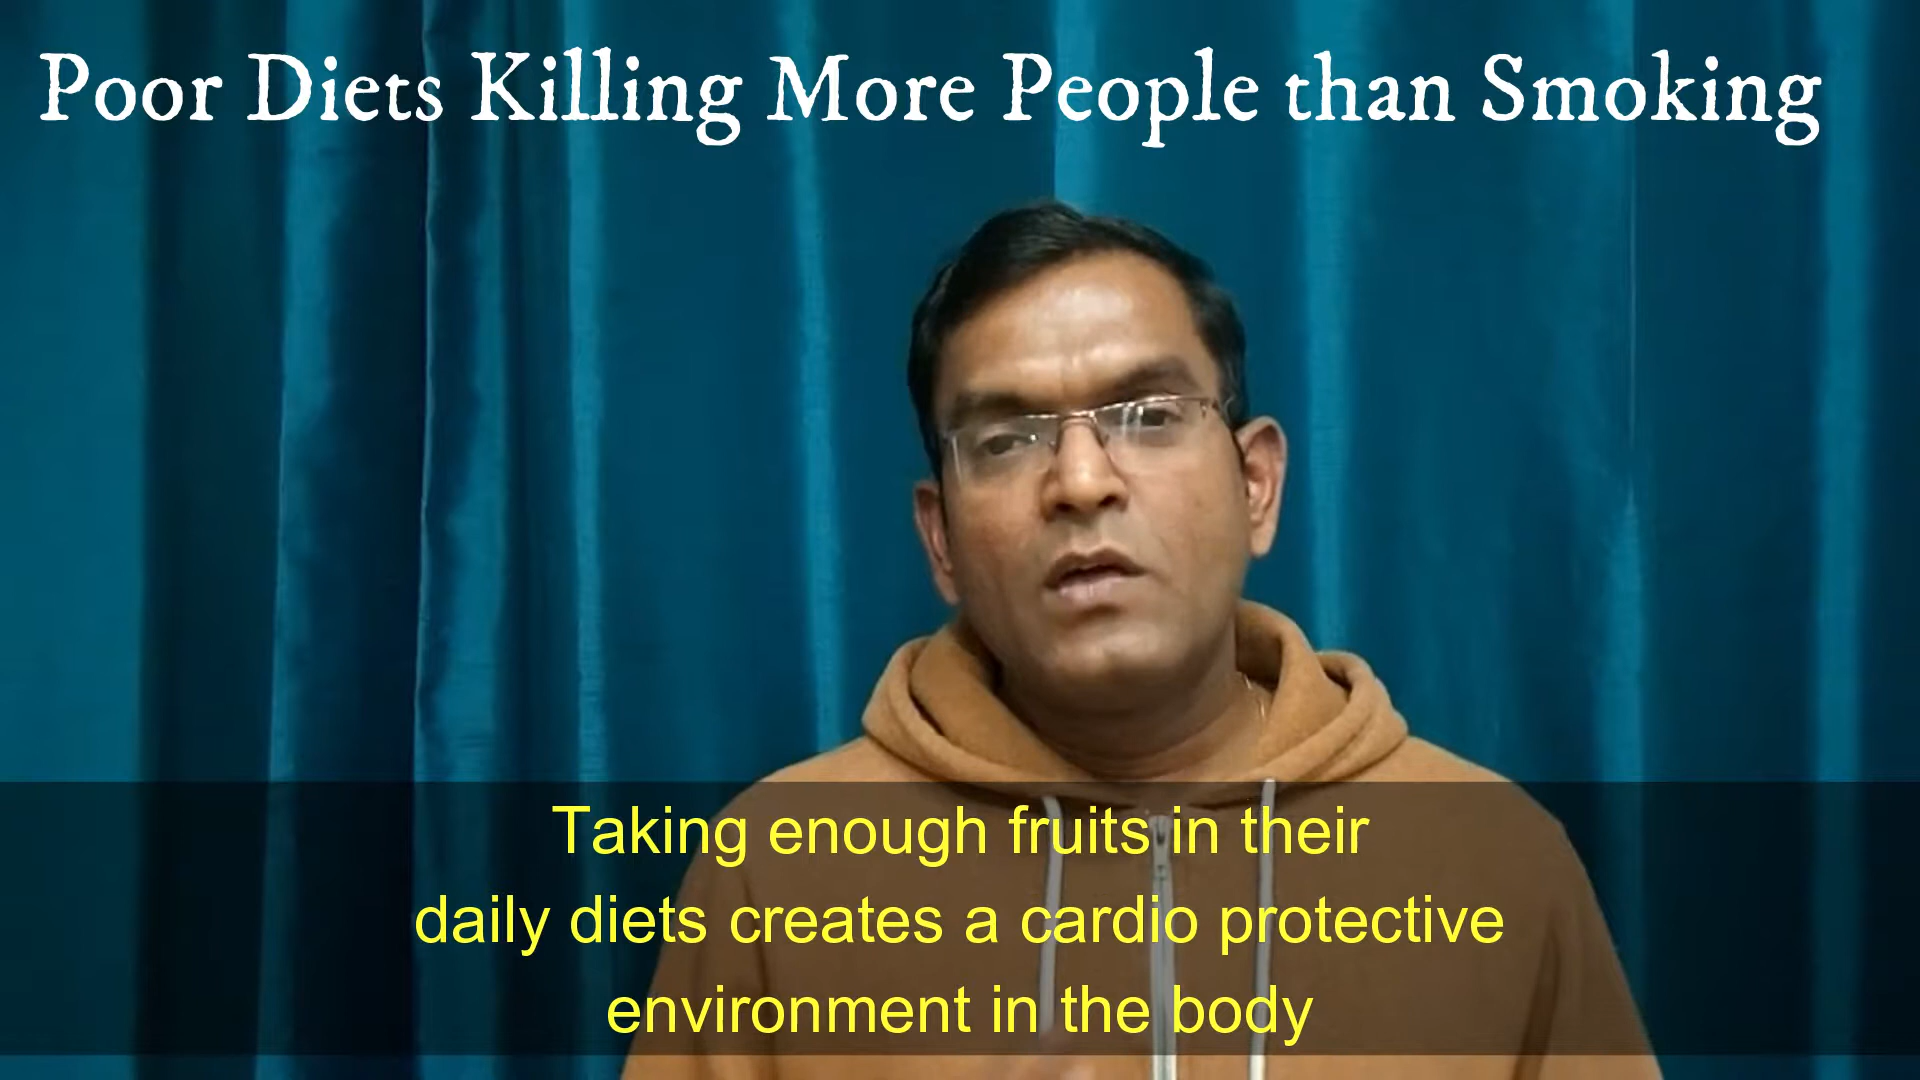 Poor Diets Killing More People than Smoking
Taking enough fruits in their
daily diets creates a cardio protective
environment in the body